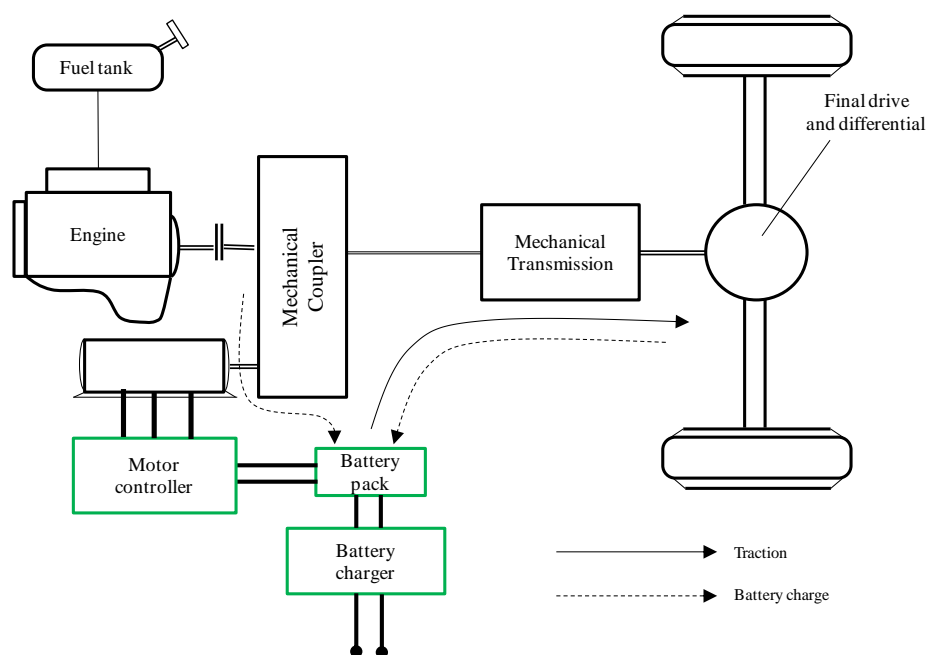 Fuel tank
Final drive
and differential
Engine
Mechanical
Coupler
Mechanical
Transmission
Motor
controller
Battery
pack
Battery
charger
Traction
Battery charge